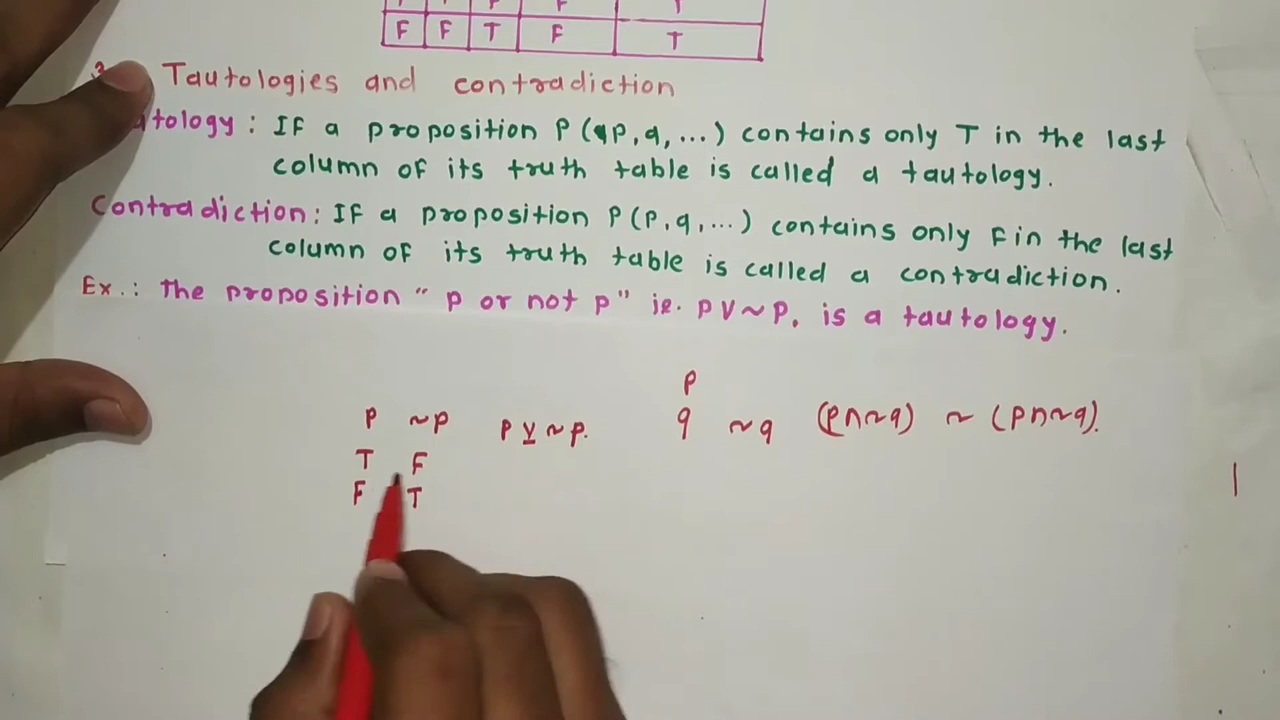 F F T F T
Tautologies and contradiction
tology : If a proposition P (p, q, ...) contains only T in the last
column of its truth table is called a tautology.
Contradiction : If a proposition P (p, q, ...) contains only F in the last
column of its truth table is called a contradiction.
Ex.: The proposition "p or not p" ie. p ∨ ~p, is a tautology.
p
p ~p p ∨ ~p. q ~q (p∧~q) ~(p∧~q).
T F
F T